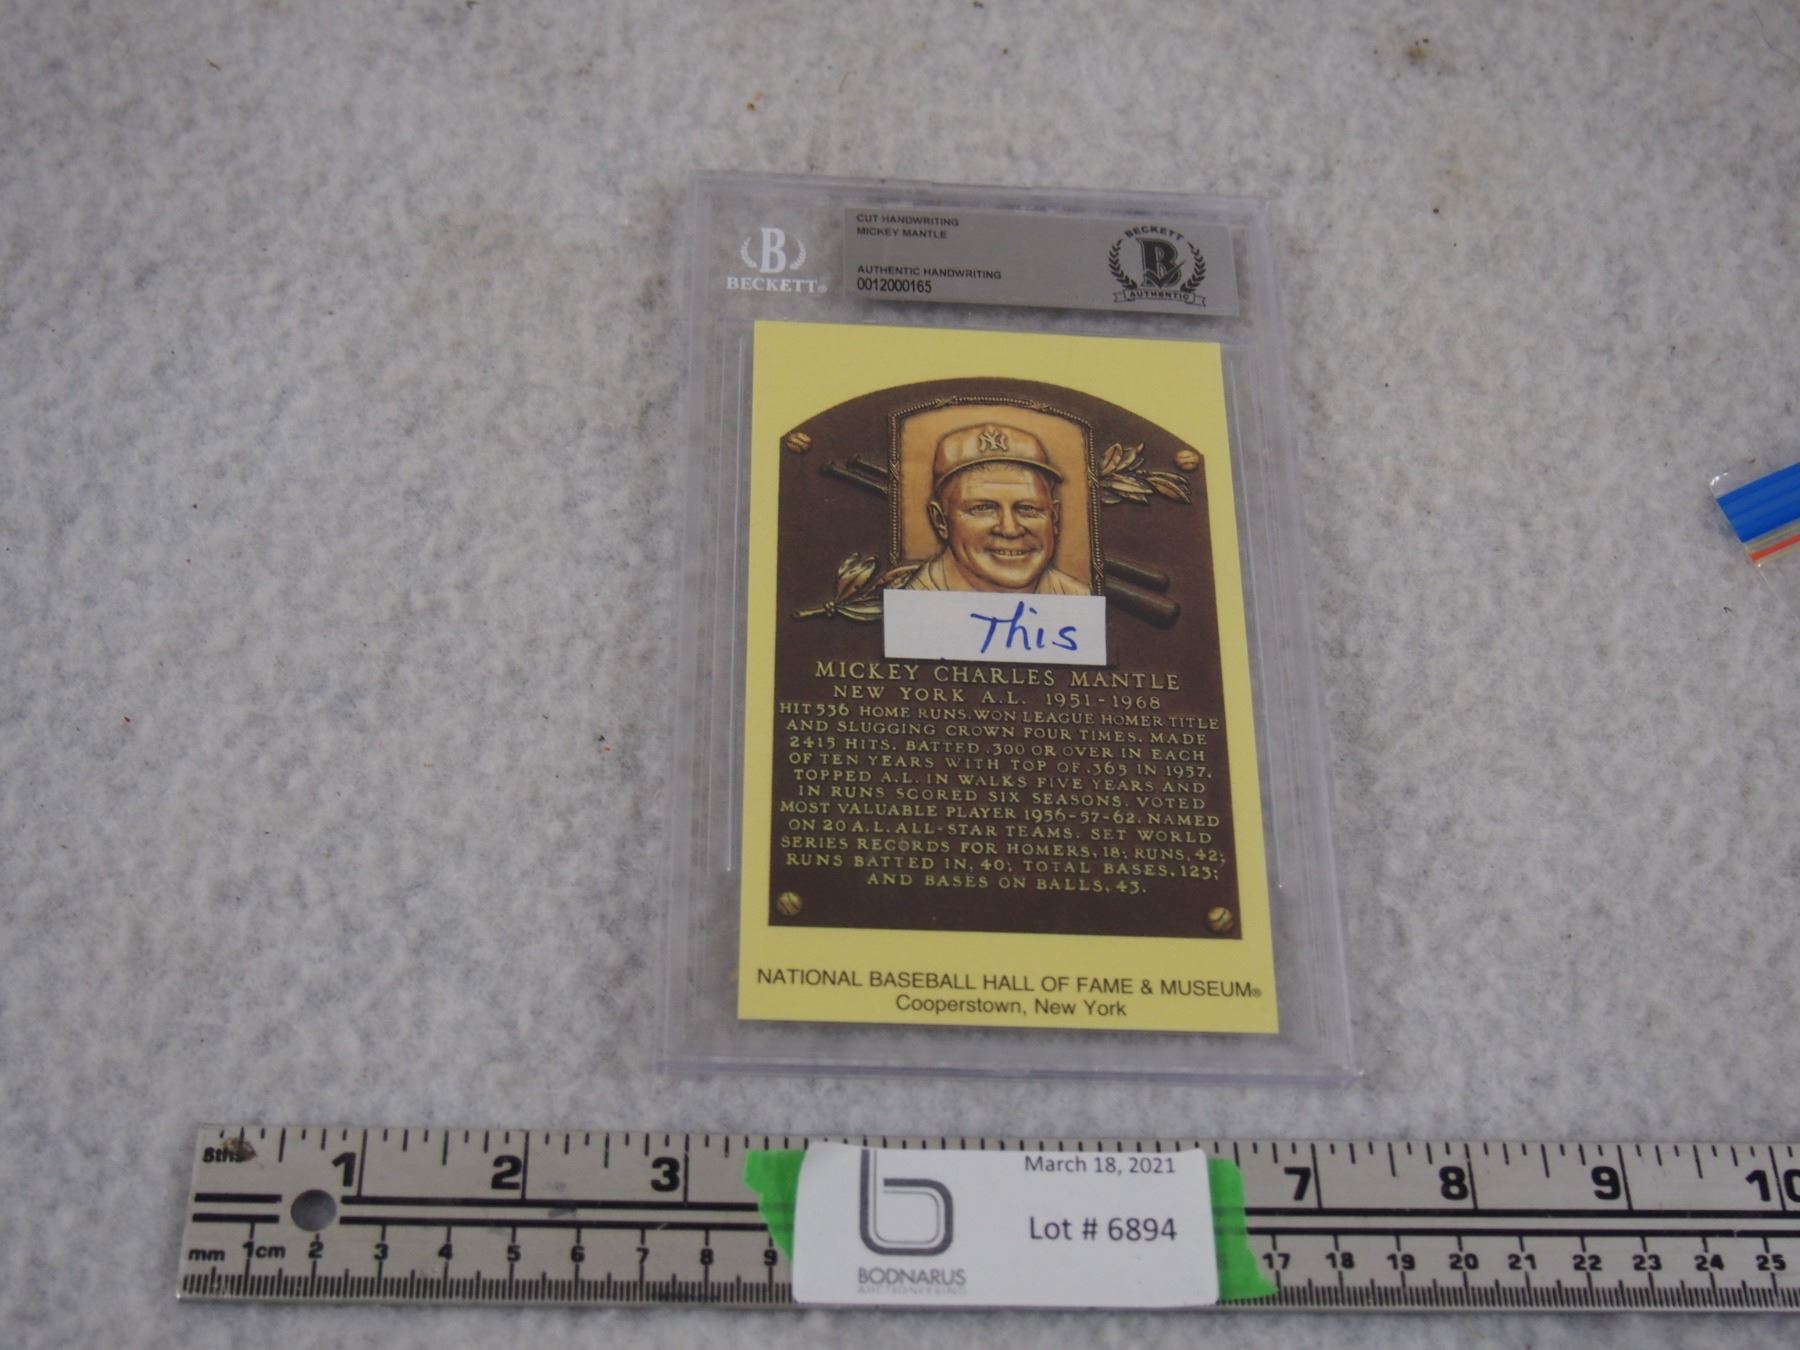 B
BECKETT®
CUT HANDWRITING
MICKEY MANTLE
AUTHENTIC HANDWRITING
0012000165
BECKETT
B
AUTHENTIC
NY
This
MICKEY CHARLES MANTLE
NEW YORK A.L. 1951-1968
HIT 536 HOME RUNS. WON LEAGUE HOMER TITLE
AND SLUGGING CROWN FOUR TIMES. MADE
2415 HITS. BATTED .300 OR OVER IN EACH
OF TEN YEARS WITH TOP OF .365 IN 1957.
TOPPED A.L. IN WALKS FIVE YEARS AND
IN RUNS SCORED SIX SEASONS. VOTED
MOST VALUABLE PLAYER 1956-57-62. NAMED
ON 20 A.L. ALL-STAR TEAMS. SET WORLD
SERIES RECORDS FOR HOMERS, 18; RUNS, 42;
RUNS BATTED IN, 40; TOTAL BASES, 123;
AND BASES ON BALLS, 43.
NATIONAL BASEBALL HALL OF FAME & MUSEUM®
Cooperstown, New York
8ths 1 2 3 7 8 9 10
March 18, 2021
Lot # 6894
BODNARUS
AUCTIONEERING
mm 1cm 2 3 4 5 6 7 8 9 17 18 19 20 21 22 23 24 25